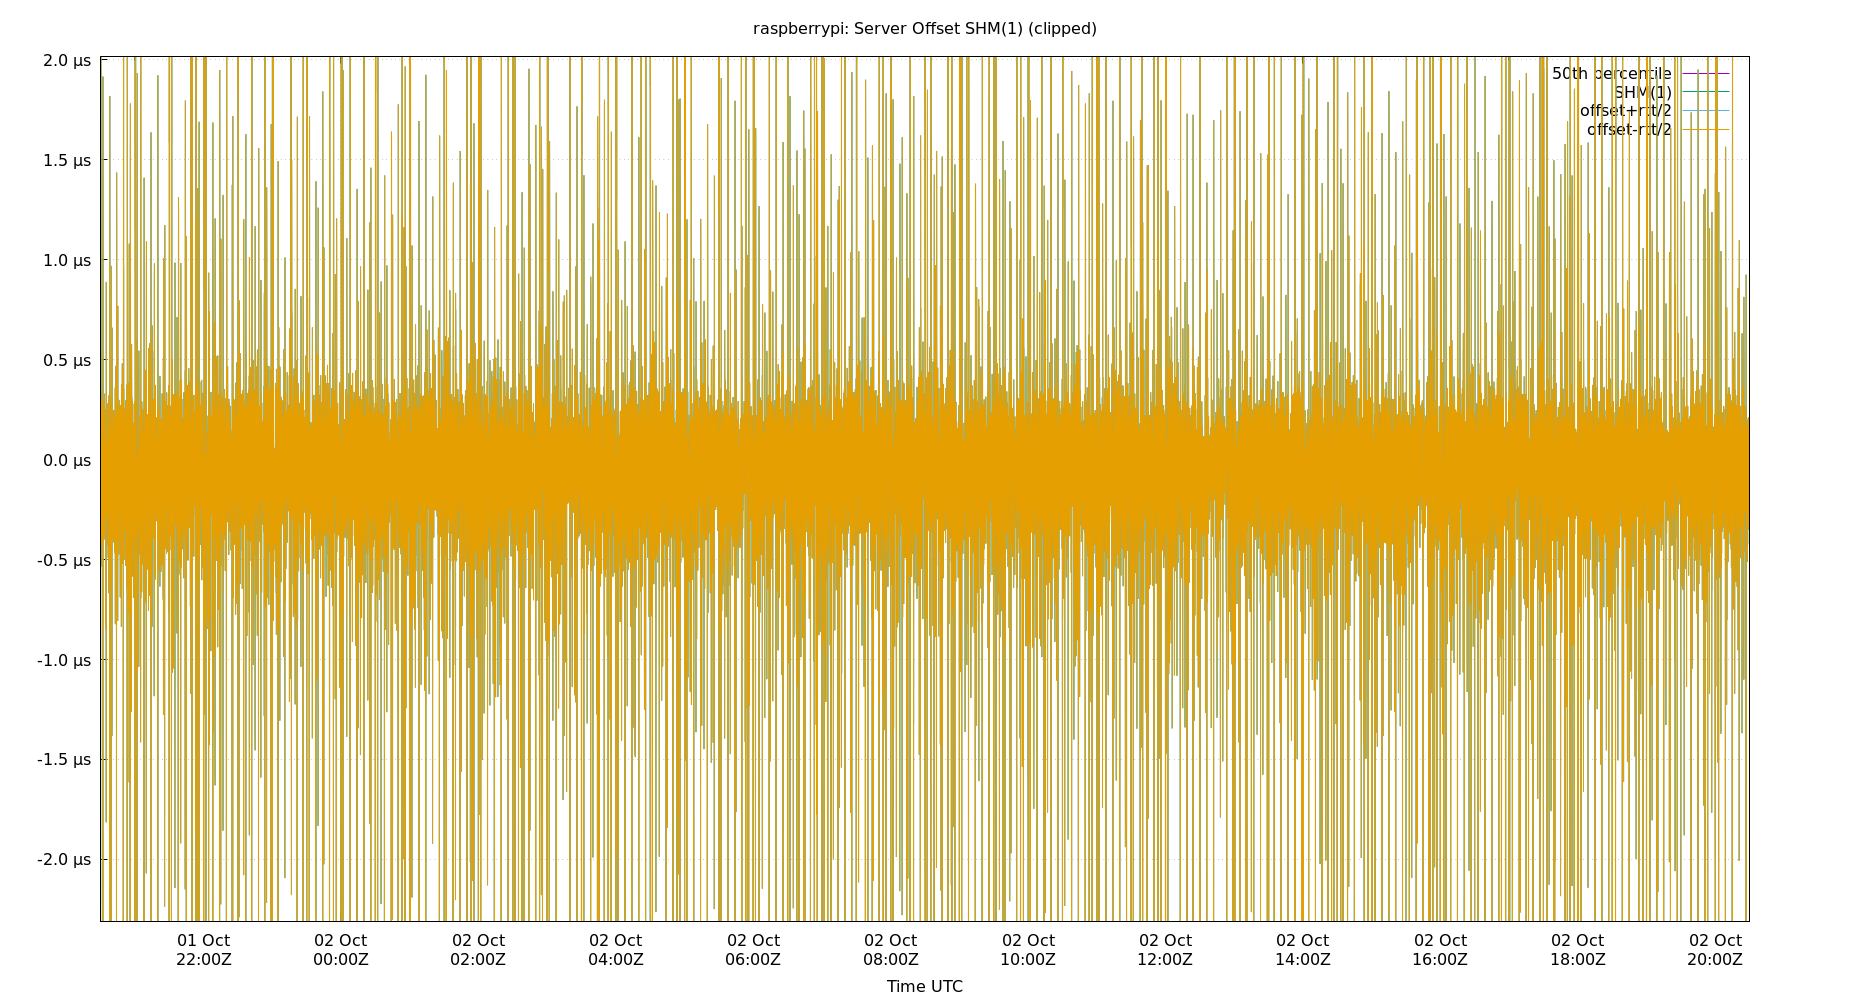 raspberrypi: Server Offset SHM(1) (clipped)
2.0 µs
1.5 µs
1.0 µs
0.5 µs
0.0 µs
-0.5 µs
-1.0 µs
-1.5 µs
-2.0 µs
50th percentile
SHM(1)
offset+rtt/2
offset-rtt/2
01 Oct 02 Oct 02 Oct 02 Oct 02 Oct 02 Oct 02 Oct 02 Oct 02 Oct 02 Oct 02 Oct 02 Oct
22:00Z 00:00Z 02:00Z 04:00Z 06:00Z 08:00Z 10:00Z 12:00Z 14:00Z 16:00Z 18:00Z 20:00Z
Time UTC